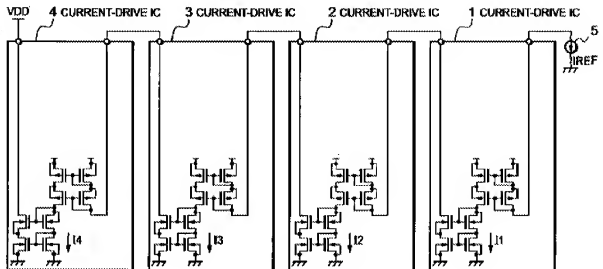 VDD
4 CURRENT-DRIVE IC
3 CURRENT-DRIVE IC
2 CURRENT-DRIVE IC
1 CURRENT-DRIVE IC
5
IREF
I4
I3
I2
I1